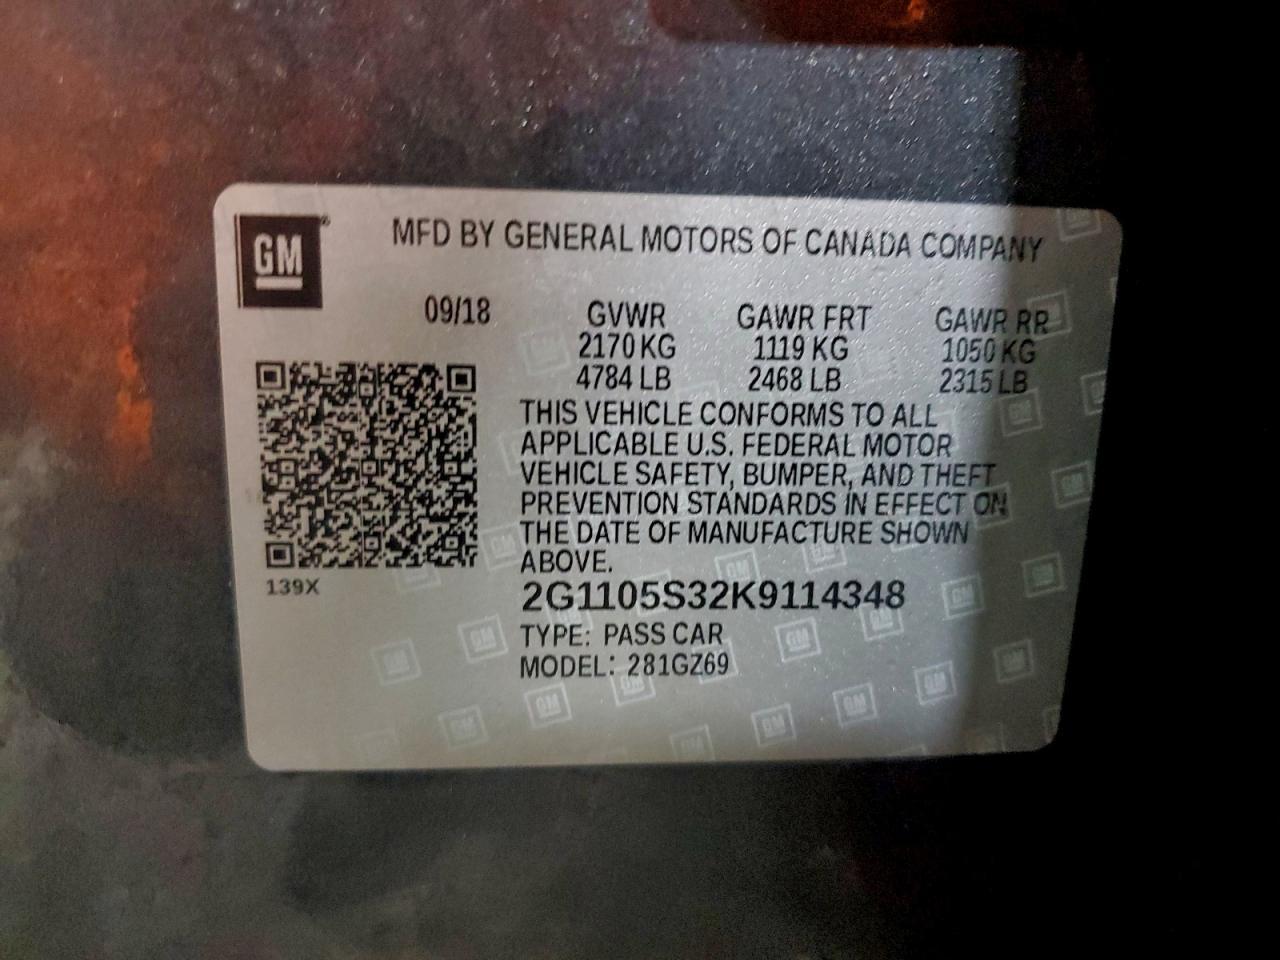 GM®
MFD BY GENERAL MOTORS OF CANADA COMPANY
09/18 GVWR GAWR FRT GAWR RR
2170 KG 1119 KG 1050 KG
4784 LB 2468 LB 2315 LB
THIS VEHICLE CONFORMS TO ALL
APPLICABLE U.S. FEDERAL MOTOR
VEHICLE SAFETY, BUMPER, AND THEFT
PREVENTION STANDARDS IN EFFECT ON
THE DATE OF MANUFACTURE SHOWN
ABOVE.
139X
2G1105S32K9114348
TYPE: PASS CAR
MODEL: 281GZ69